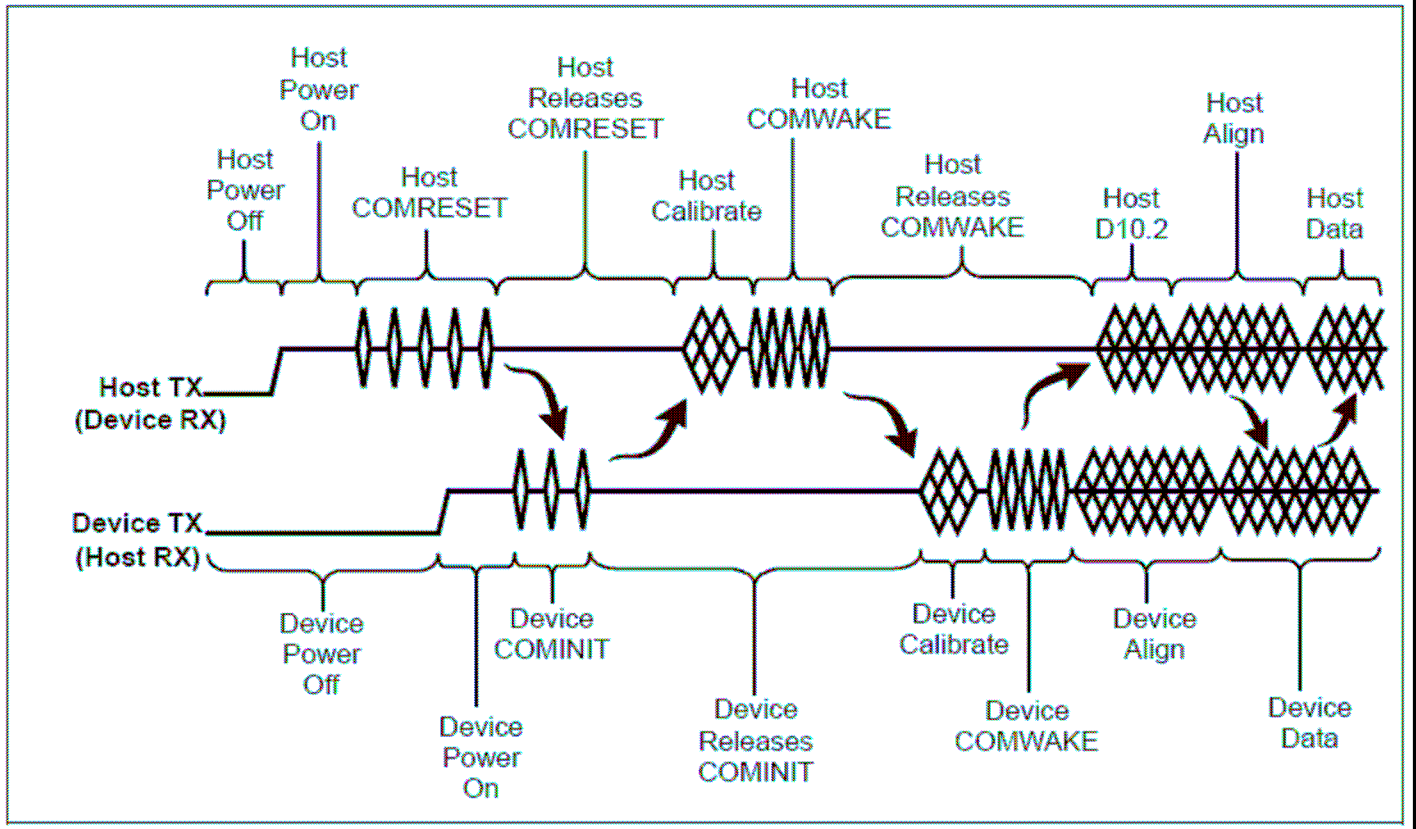 Host
Power
Off
Host
Power
On
Host
COMRESET
Host
Releases
COMRESET
Host
Calibrate
Host
COMWAKE
Host
Releases
COMWAKE
Host
D10.2
Host
Align
Host
Data
Host TX
(Device RX)
Device TX
(Host RX)
Device
Power
Off
Device
Power
On
Device
COMINIT
Device
Releases
COMINIT
Device
Calibrate
Device
COMWAKE
Device
Align
Device
Data